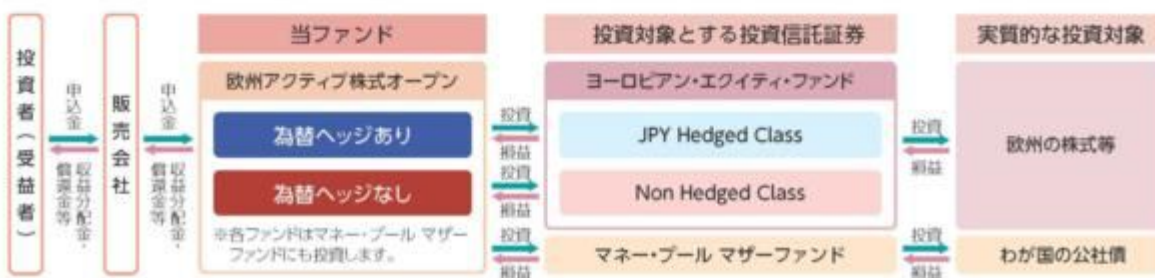 投資者(受益者)
申込金
収益分配金・
償還金等
販売会社
申込金
収益分配金・
償還金等
当ファンド
欧州アクティブ株式オープン
為替ヘッジあり
為替ヘッジなし
※各ファンドはマネー・プール マザー
ファンドにも投資します。
投資
損益
投資
損益
投資
損益
投資対象とする投資信託証券
ヨーロピアン・エクイティ・ファンド
JPY Hedged Class
Non Hedged Class
マネー・プール マザーファンド
投資
損益
投資
損益
実質的な投資対象
欧州の株式等
わが国の公社債